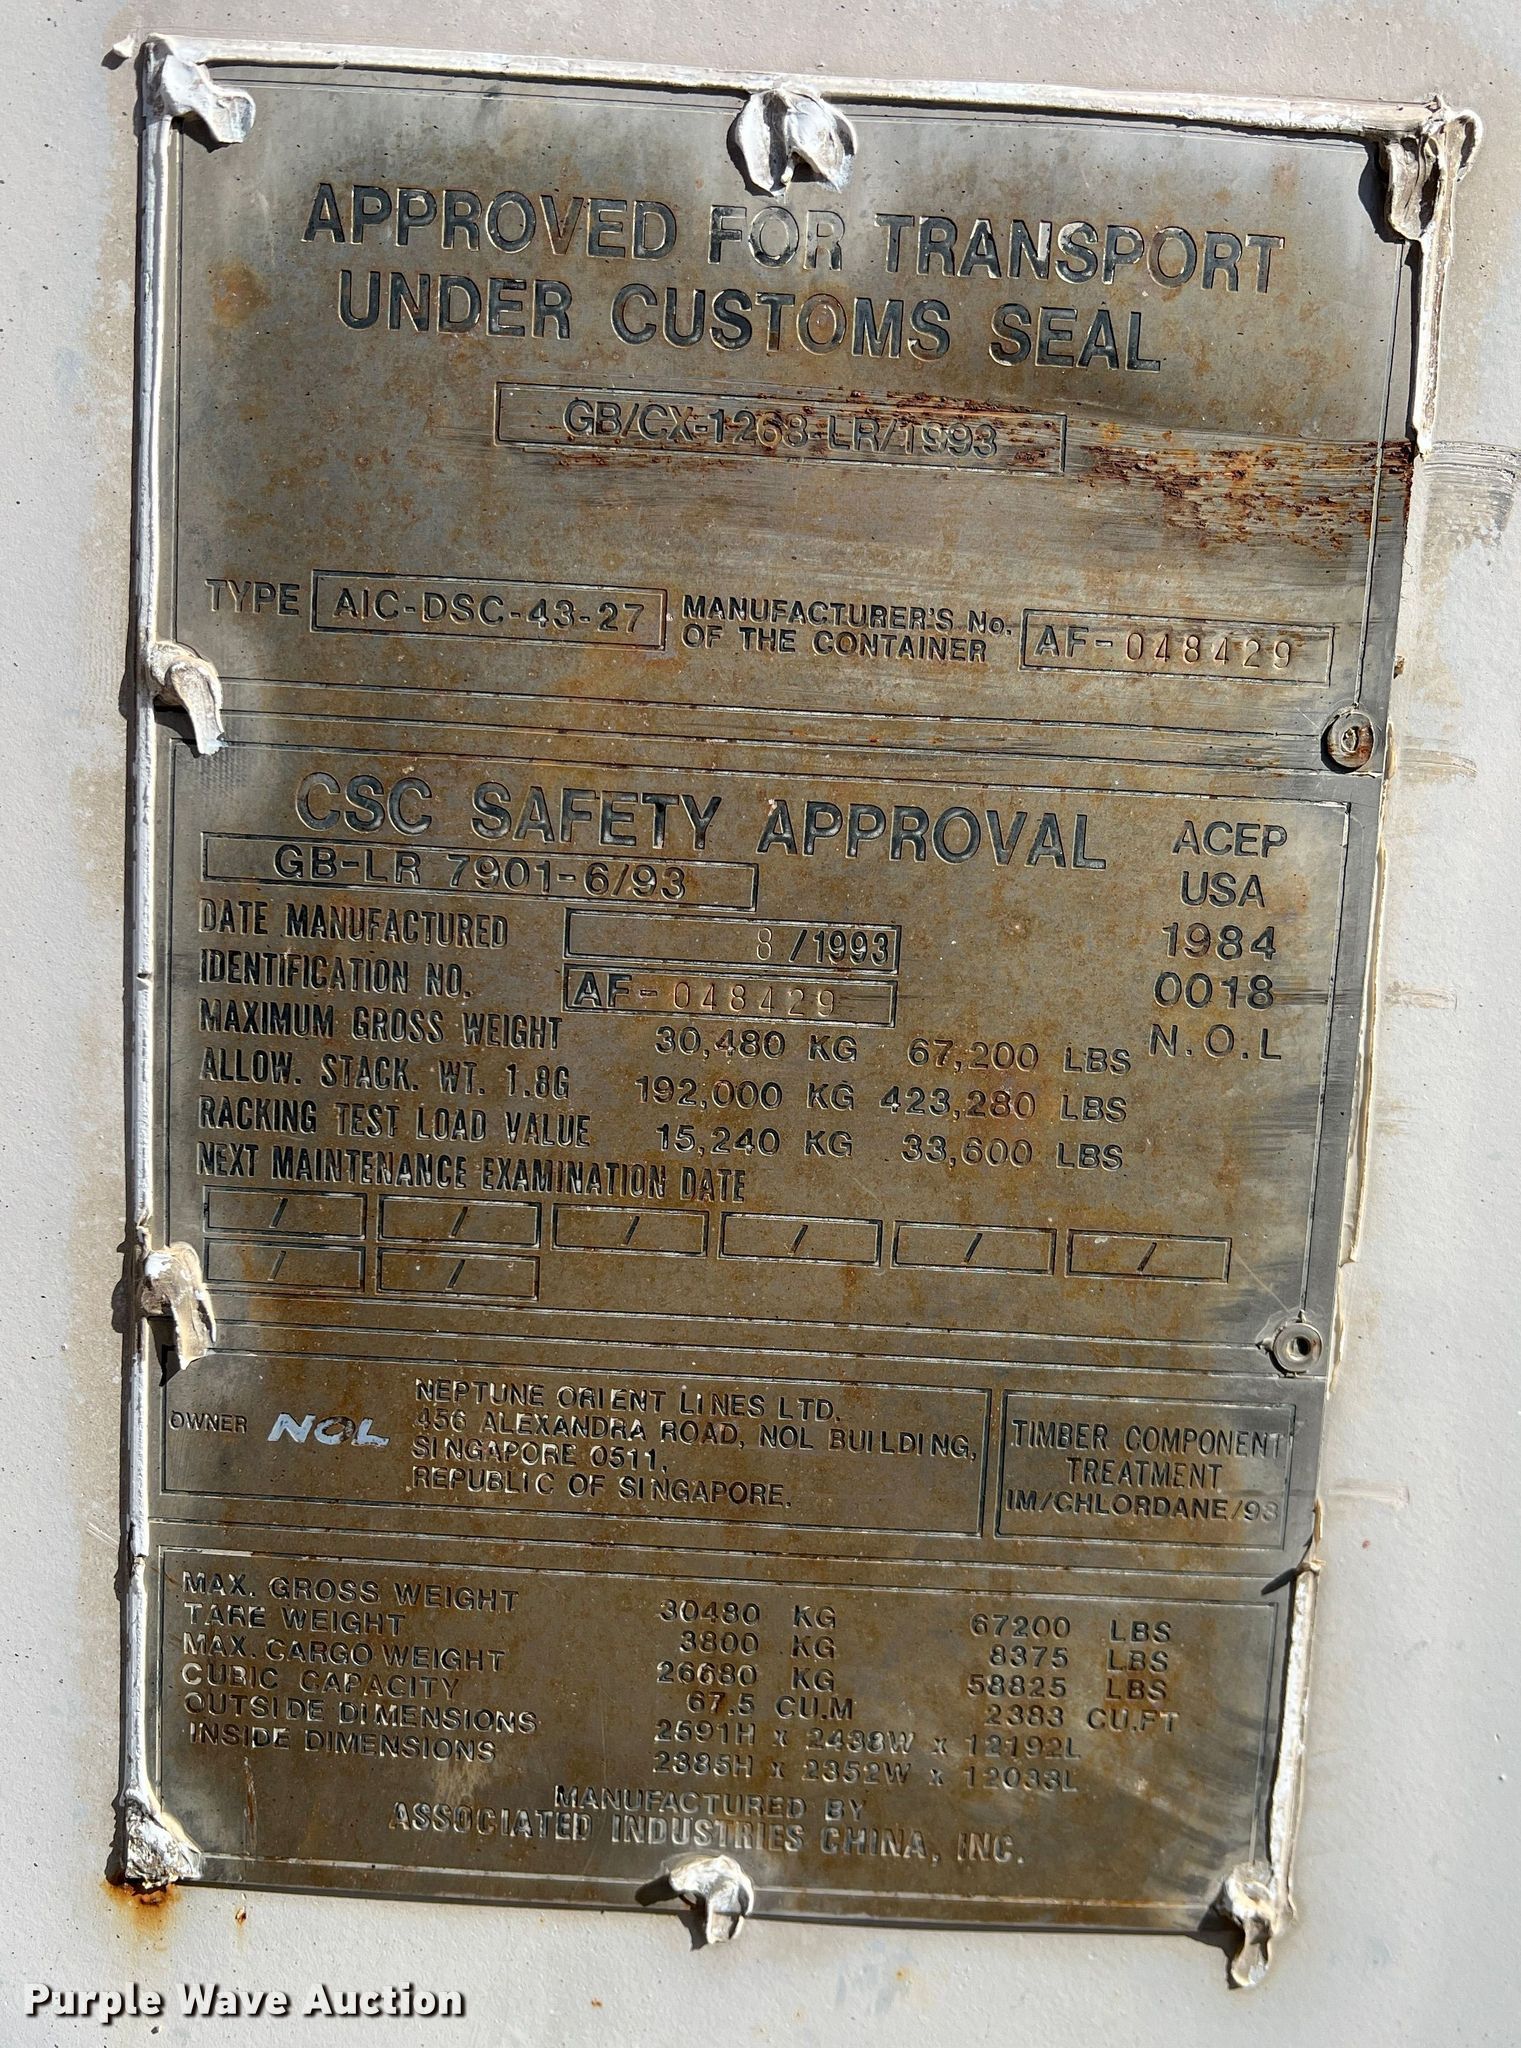 APPROVED FOR TRANSPORT
UNDER CUSTOMS SEAL
GB/CX-1268-LR/1993
TYPE AIC-DSC-43-27 MANUFACTURER'S No. OF THE CONTAINER AF-048429
CSC SAFETY APPROVAL
GB-LR 7901-6/93
ACEP
USA
1984
0018
N.O.L
DATE MANUFACTURED 8/1993
IDENTIFICATION NO. AF-048429
MAXIMUM GROSS WEIGHT 30,480 KG 67,200 LBS
ALLOW. STACK. WT. 1.8G 192,000 KG 423,280 LBS
RACKING TEST LOAD VALUE 15,240 KG 33,600 LBS
NEXT MAINTENANCE EXAMINATION DATE
/ / / / / /
/ /
OWNER NOL
NEPTUNE ORIENT LINES LTD.
456 ALEXANDRA ROAD, NOL BUILDING,
SINGAPORE 0511,
REPUBLIC OF SINGAPORE.
TIMBER COMPONENT
TREATMENT
IM/CHLORDANE/93
MAX. GROSS WEIGHT 30480 KG 67200 LBS
TARE WEIGHT 3800 KG 8375 LBS
MAX. CARGO WEIGHT 26680 KG 58825 LBS
CUBIC CAPACITY 67.5 CU.M 2383 CU.FT
OUTSIDE DIMENSIONS 2591H x 2438W x 12192L
INSIDE DIMENSIONS 2385H x 2352W x 12033L
MANUFACTURED BY
ASSOCIATED INDUSTRIES CHINA, INC.
Purple Wave Auction